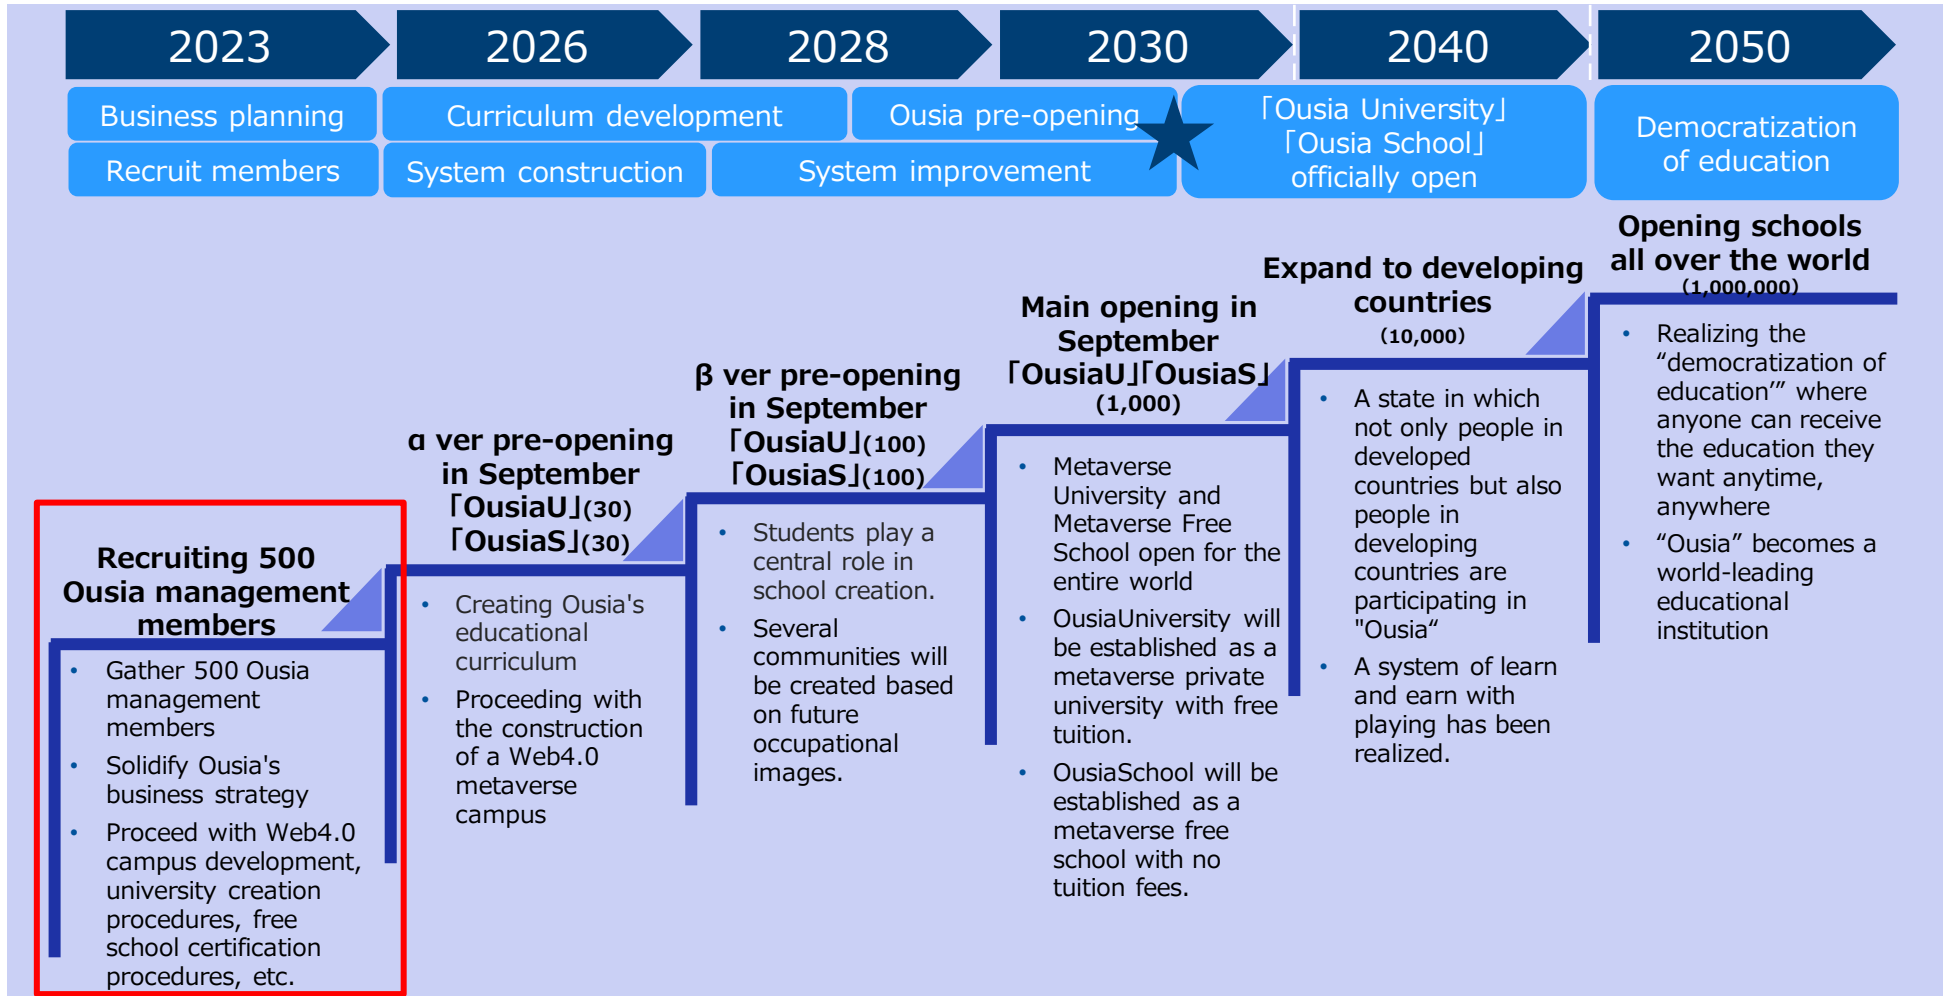 2023
2026
2028
2030
2040
2050
Business planning
Curriculum development
Ousia pre-opening
「Ousia University」
「Ousia School」
officially open
Democratization
of education
Recruit members
System construction
System improvement
Recruiting 500
Ousia management
members
• Gather 500 Ousia
management
members
• Solidify Ousia's
business strategy
• Proceed with Web4.0
campus development,
university creation
procedures, free
school certification
procedures, etc.
α ver pre-opening
in September
「OusiaU」(30)
「OusiaS」(30)
• Creating Ousia's
educational
curriculum
• Proceeding with
the construction
of a Web4.0
metaverse
campus
β ver pre-opening
in September
「OusiaU」(100)
「OusiaS」(100)
• Students play a
central role in
school creation.
• Several
communities will
be created based
on future
occupational
images.
Main opening in
September
「OusiaU」「OusiaS」
(1,000)
• Metaverse
University and
Metaverse Free
School open for the
entire world
• OusiaUniversity will
be established as a
metaverse private
university with free
tuition.
• OusiaSchool will be
established as a
metaverse free
school with no
tuition fees.
Expand to developing
countries
(10,000)
• A state in which
not only people in
developed
countries but also
people in
developing
countries are
participating in
"Ousia“
• A system of learn
and earn with
playing has been
realized.
Opening schools
all over the world
(1,000,000)
• Realizing the
“democratization of
education’” where
anyone can receive
the education they
want anytime,
anywhere
• “Ousia” becomes a
world-leading
educational
institution